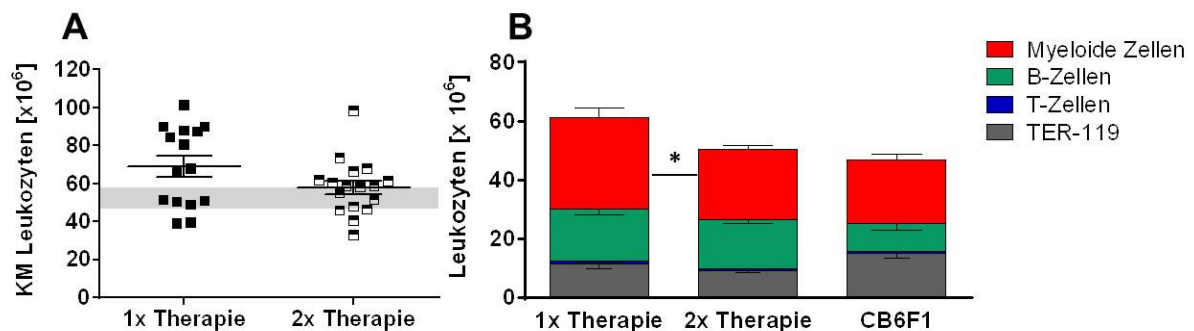 A
KM Leukozyten [x10⁶]
120
100
80
60
40
20
0
1x Therapie
2x Therapie
B
Leukozyten [x 10⁶]
80
60
40
20
0
*
1x Therapie
2x Therapie
CB6F1
Myeloide Zellen
B-Zellen
T-Zellen
TER-119